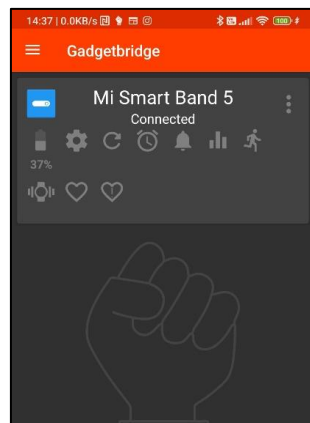 14:37 | 0.0KB/s 100
Gadgetbridge
Mi Smart Band 5
Connected
37%